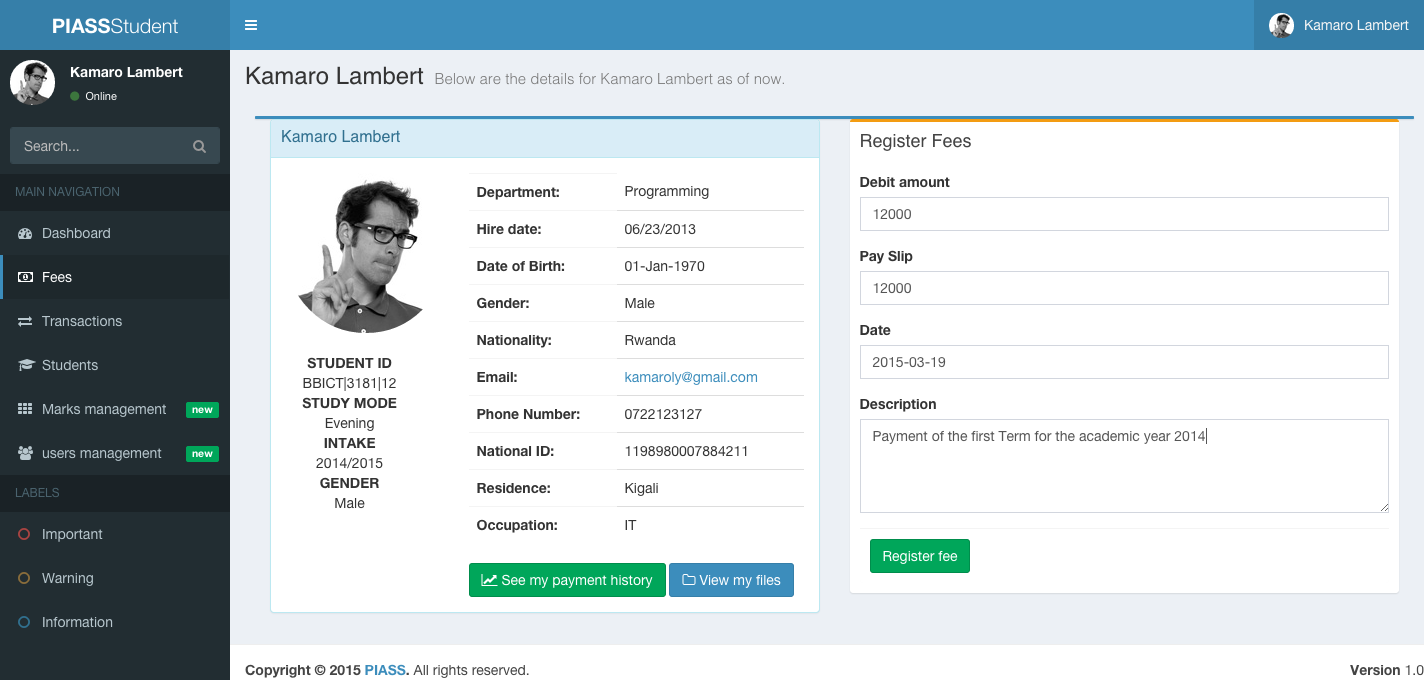 PIASSStudent
Kamaro Lambert
Kamaro Lambert
Online
Search...
MAIN NAVIGATION
Dashboard
Fees
Transactions
Students
Marks management new
users management new
LABELS
Important
Warning
Information
Kamaro Lambert Below are the details for Kamaro Lambert as of now.
Kamaro Lambert
STUDENT ID
BBICT|3181|12
STUDY MODE
Evening
INTAKE
2014/2015
GENDER
Male
Department: Programming
Hire date: 06/23/2013
Date of Birth: 01-Jan-1970
Gender: Male
Nationality: Rwanda
Email: kamaroly@gmail.com
Phone Number: 0722123127
National ID: 1198980007884211
Residence: Kigali
Occupation: IT
See my payment history View my files
Register Fees
Debit amount
12000
Pay Slip
12000
Date
2015-03-19
Description
Payment of the first Term for the academic year 2014
Register fee
Copyright © 2015 PIASS. All rights reserved.
Version 1.0